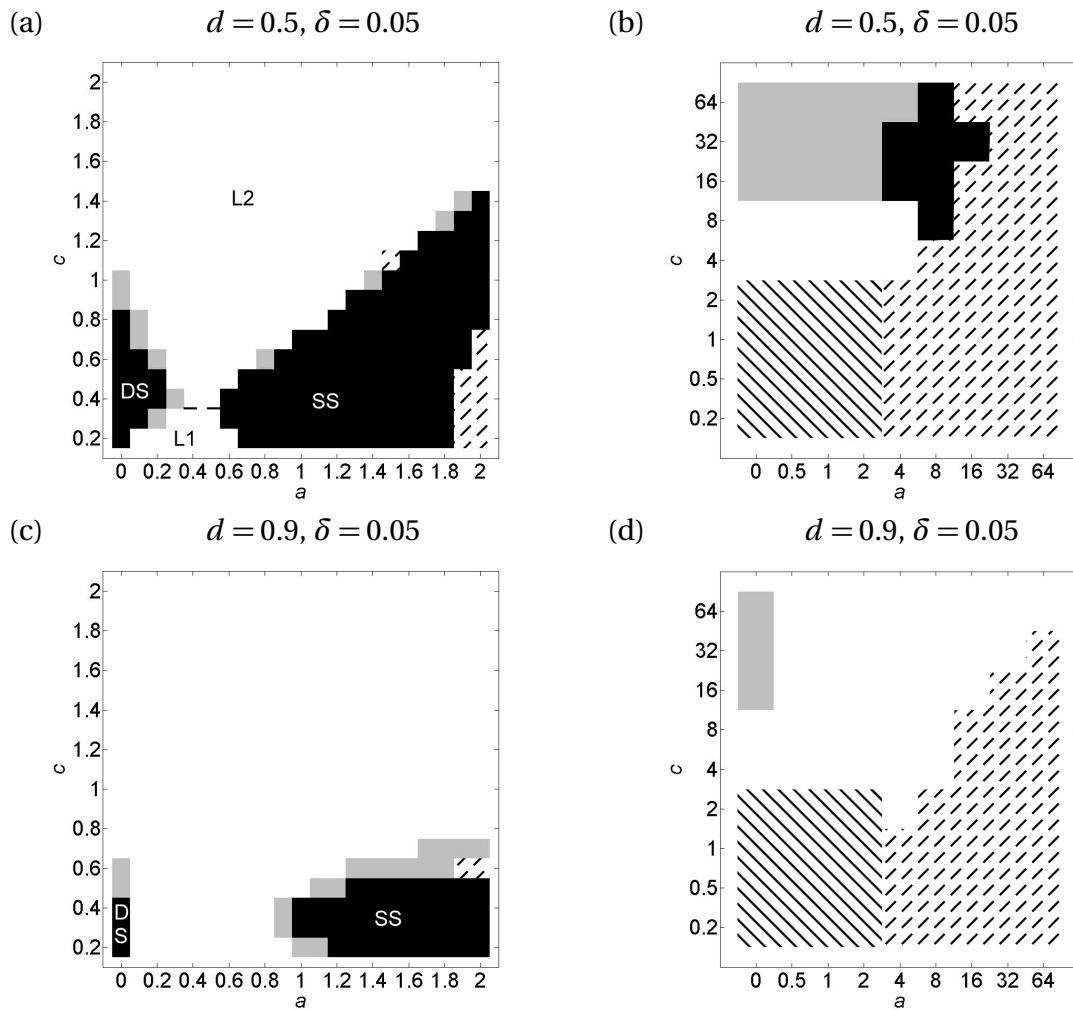 (a)
d = 0.5, δ = 0.05
2
1.8
1.6
1.4
1.2
1
0.8
0.6
0.4
0.2
c
L2
DS
SS
L1
0 0.2 0.4 0.6 0.8 1 1.2 1.4 1.6 1.8 2
a
(b)
d = 0.5, δ = 0.05
64
32
16
8
4
2
1
0.5
0.2
c
0 0.5 1 2 4 8 16 32 64
a
(c)
d = 0.9, δ = 0.05
2
1.8
1.6
1.4
1.2
1
0.8
0.6
0.4
0.2
c
D
S
SS
0 0.2 0.4 0.6 0.8 1 1.2 1.4 1.6 1.8 2
a
(d)
d = 0.9, δ = 0.05
64
32
16
8
4
2
1
0.5
0.2
c
0 0.5 1 2 4 8 16 32 64
a